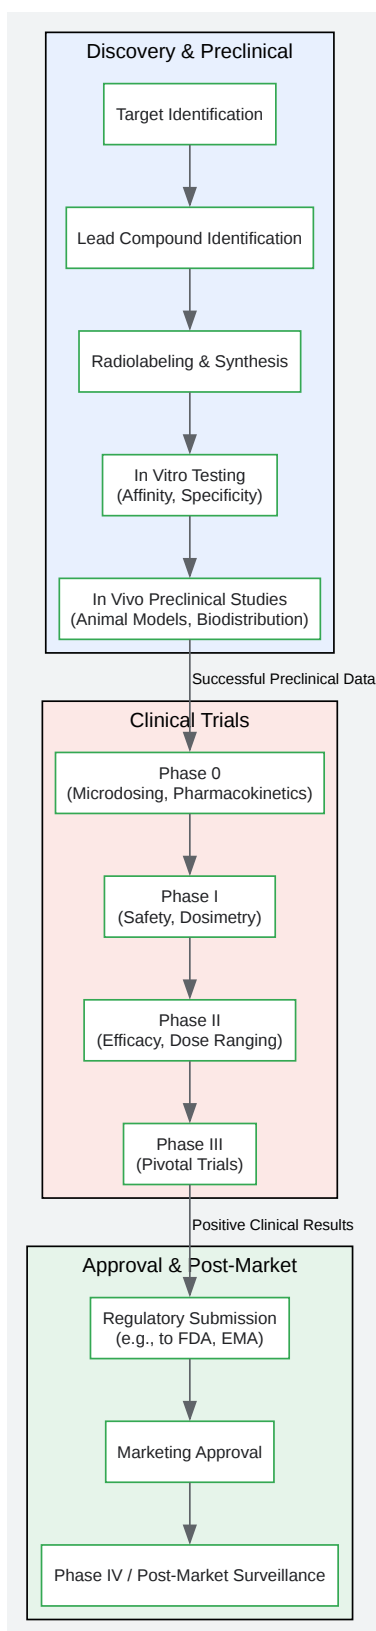 Discovery & Preclinical
Target Identification
Lead Compound Identification
Radiolabeling & Synthesis
In Vitro Testing
(Affinity, Specificity)
In Vivo Preclinical Studies
(Animal Models, Biodistribution)
Successful Preclinical Data
Clinical Trials
Phase 0
(Microdosing, Pharmacokinetics)
Phase I
(Safety, Dosimetry)
Phase II
(Efficacy, Dose Ranging)
Phase III
(Pivotal Trials)
Positive Clinical Results
Approval & Post-Market
Regulatory Submission
(e.g., to FDA, EMA)
Marketing Approval
Phase IV / Post-Market Surveillance